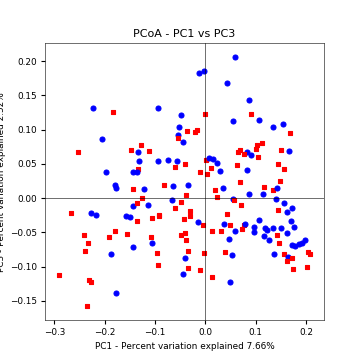 PCoA - PC1 vs PC3
PC3 - Percent variation explained 2.52%
0.20
0.15
0.10
0.05
0.00
−0.05
−0.10
−0.15
−0.3 −0.2 −0.1 0.0 0.1 0.2
PC1 - Percent variation explained 7.66%